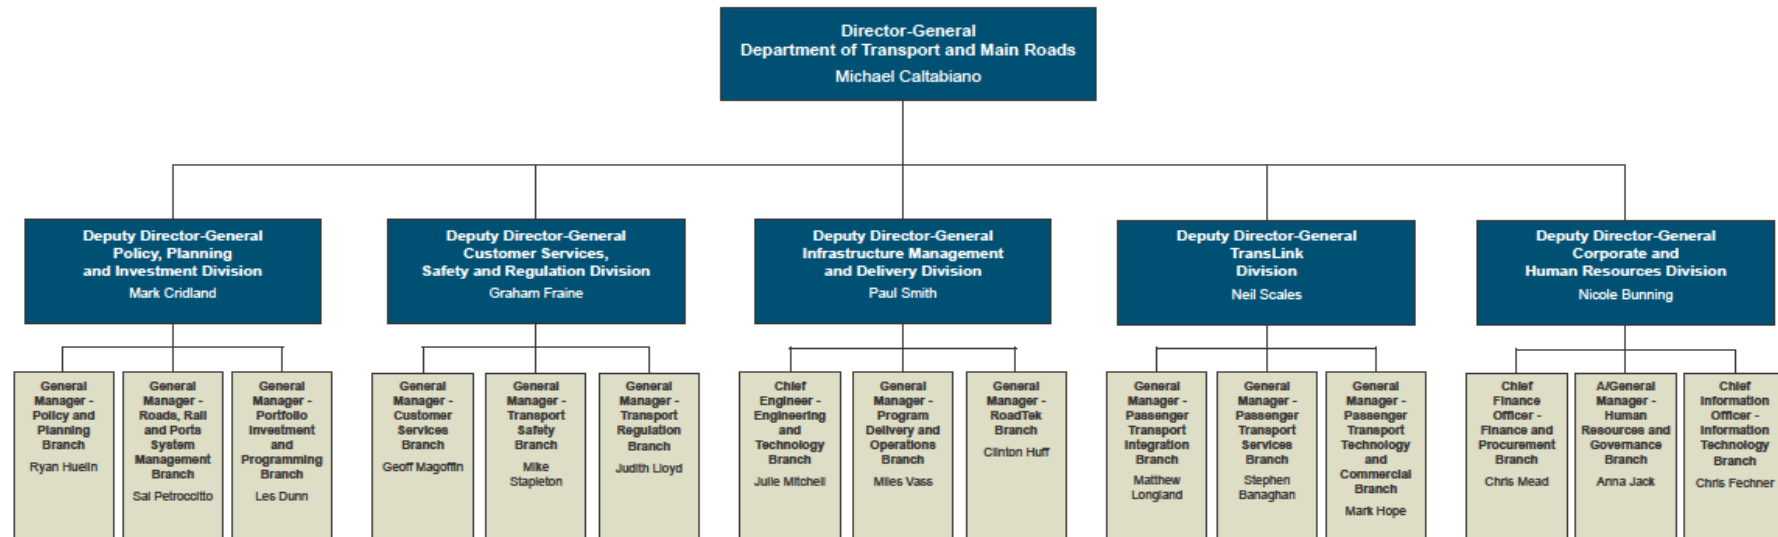 Director-General
Department of Transport and Main Roads
Michael Caltabiano
Deputy Director-General
Policy, Planning
and Investment Division
Mark Cridland
Deputy Director-General
Customer Services,
Safety and Regulation Division
Graham Fraine
Deputy Director-General
Infrastructure Management
and Delivery Division
Paul Smith
Deputy Director-General
TransLink
Division
Neil Scales
Deputy Director-General
Corporate and
Human Resources Division
Nicole Bunning
General
Manager -
Policy and
Planning
Branch
Ryan Huelin
General
Manager -
Roads, Rail
and Ports
System
Management
Branch
Sal Petroccitto
General
Manager -
Portfolio
Investment
and
Programming
Branch
Les Dunn
General
Manager -
Customer
Services
Branch
Geoff Magoffin
General
Manager -
Transport
Safety
Branch
Mike
Stapleton
General
Manager -
Transport
Regulation
Branch
Judith Lloyd
Chief
Engineer -
Engineering
and
Technology
Branch
Julie Mitchell
General
Manager -
Program
Delivery and
Operations
Branch
Miles Vass
General
Manager -
RoadTek
Branch
Clinton Huff
General
Manager -
Passenger
Transport
Integration
Branch
Matthew
Longland
General
Manager -
Passenger
Transport
Services
Branch
Stephen
Banaghan
General
Manager -
Passenger
Transport
Technology
and
Commercial
Branch
Mark Hope
Chief
Finance
Officer -
Finance and
Procurement
Branch
Chris Mead
A/General
Manager -
Human
Resources and
Governance
Branch
Anna Jack
Chief
Information
Officer -
Information
Technology
Branch
Chris Fechner